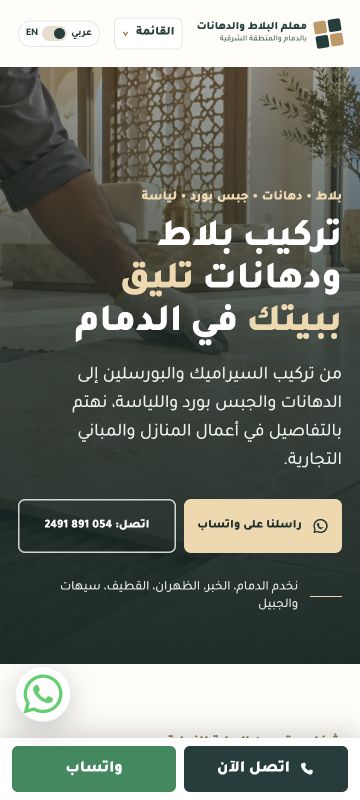 معلم البلاط والدهانات
بالدمام والمنطقة الشرقية
القائمة
عربي EN
بلاط • دهانات • جبس بورد • لياسة
تركيب بلاط
ودهانات تليق
ببيتك في الدمام
من تركيب السيراميك والبورسلين إلى
الدهانات والجبس بورد واللياسة، نهتم
بالتفاصيل في أعمال المنازل والمباني
التجارية.
راسلنا على واتساب
اتصل: 054 891 2491
نخدم الدمام، الخبر، الظهران، القطيف، سيهات
والجبيل
اتصل الآن
واتساب